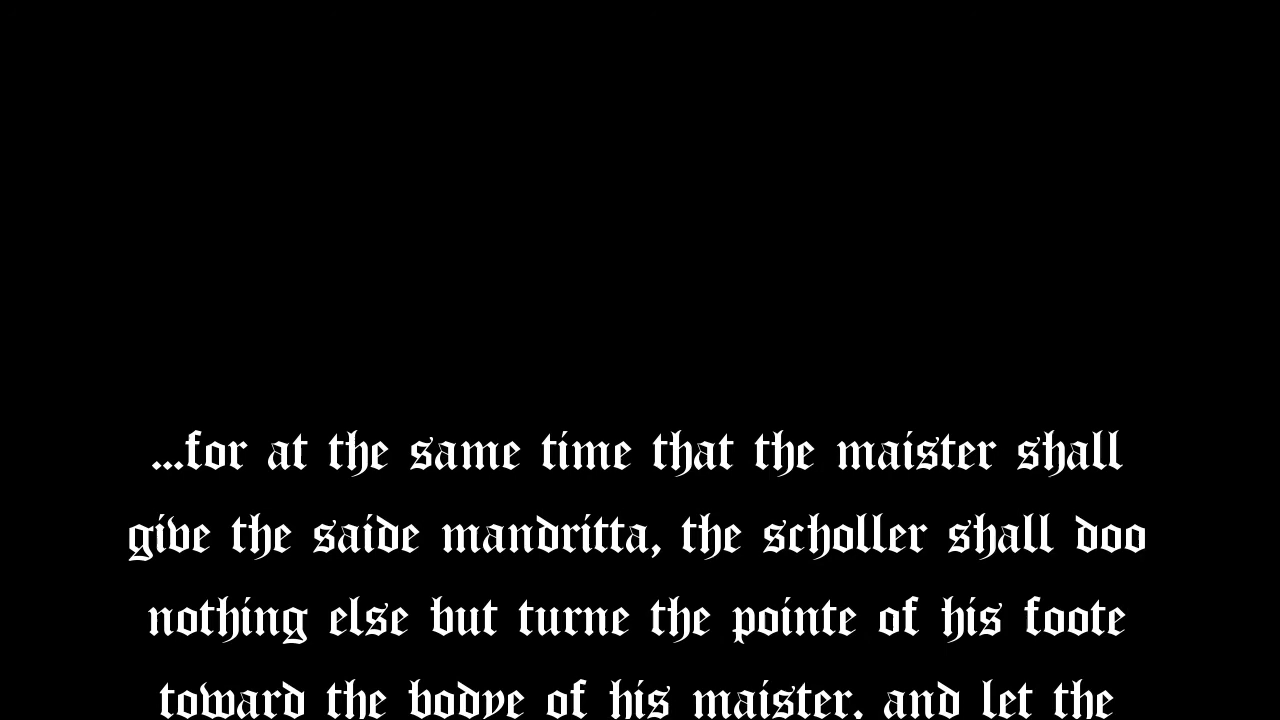 ...for at the same time that the maister shall
give the saide mandritta, the scholler shall doo
nothing else but turne the pointe of his foote
toward the bodye of his maister, and let the